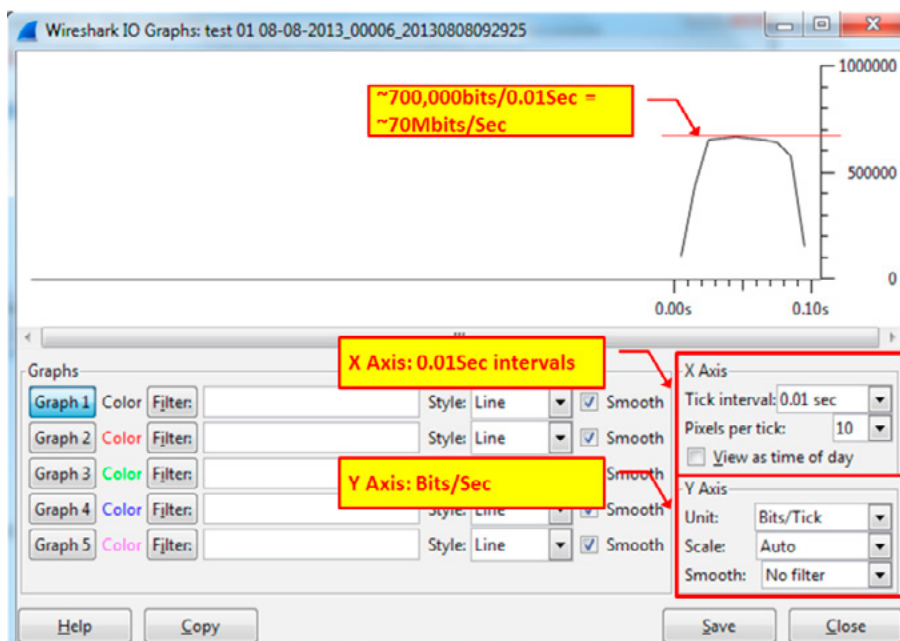 Wireshark IO Graphs: test 01 08-08-2013_00006_20130808092925
~700,000bits/0.01Sec =
~70Mbits/Sec
1000000
500000
0
0.00s
0.10s
X Axis: 0.01Sec intervals
Graphs
Graph 1 Color Filter: Style: Line Smooth
Graph 2 Color Filter: Style: Line Smooth
Graph 3 Color Filter: Smooth
Y Axis: Bits/Sec
Graph 4 Color Filter: Style: Line Smooth
Graph 5 Color Filter: Style: Line Smooth
X Axis
Tick interval: 0.01 sec
Pixels per tick: 10
View as time of day
Y Axis
Unit: Bits/Tick
Scale: Auto
Smooth: No filter
Help
Copy
Save
Close